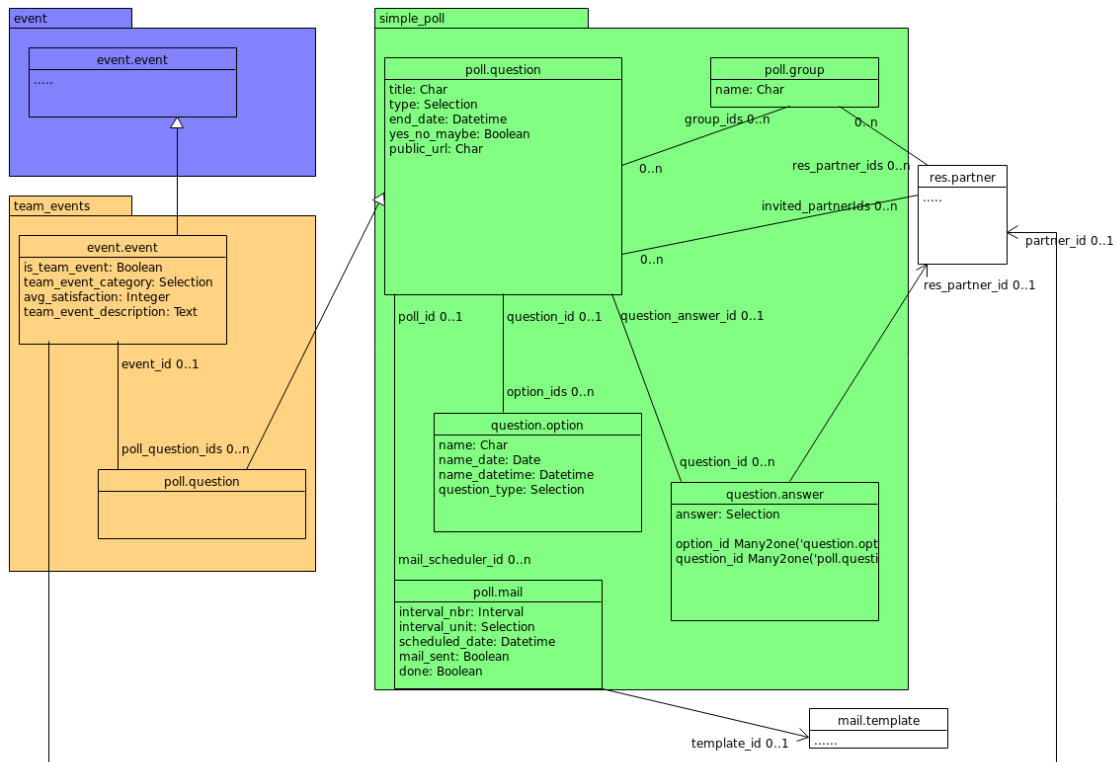 event
event.event
.....
team_events
event.event
is_team_event: Boolean
team_event_category: Selection
avg_satisfaction: Integer
team_event_description: Text
event_id 0..1
poll_question_ids 0..n
poll.question
simple_poll
poll.question
title: Char
type: Selection
end_date: Datetime
yes_no_maybe: Boolean
public_url: Char
poll.group
name: Char
group_ids 0..n
0..n
0..n
res_partner_ids 0..n
invited_partnerIds 0..n
0..n
res.partner
.....
partner_id 0..1
res_partner_id 0..1
poll_id 0..1
question_id 0..1
question_answer_id 0..1
option_ids 0..n
question.option
name: Char
name_date: Date
name_datetime: Datetime
question_type: Selection
question_id 0..n
question.answer
answer: Selection
option_id Many2one('question.opt
question_id Many2one('poll.questi
mail_scheduler_id 0..n
poll.mail
interval_nbr: Interval
interval_unit: Selection
scheduled_date: Datetime
mail_sent: Boolean
done: Boolean
template_id 0..1
mail.template
......